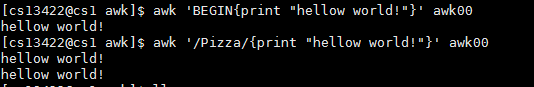 [cs13422@cs1 awk]$ awk 'BEGIN{print "hellow world!"}' awk00
hellow world!
[cs13422@cs1 awk]$ awk '/Pizza/{print "hellow world!"}' awk00
hellow world!
hellow world!